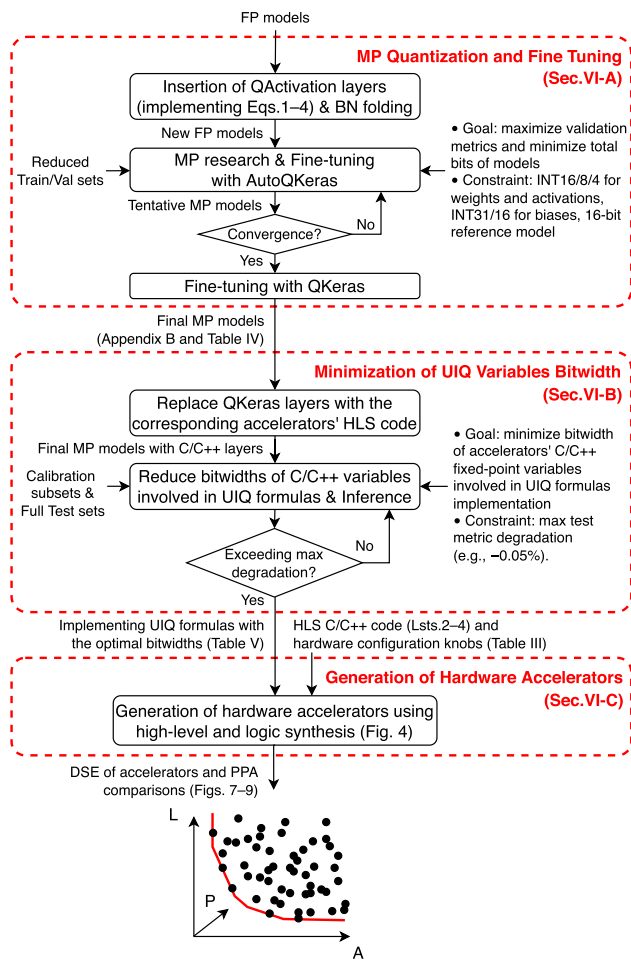 FP models
MP Quantization and Fine Tuning
(Sec.VI-A)
Insertion of QActivation layers
(implementing Eqs.1–4) & BN folding
New FP models
Reduced
Train/Val sets
MP research & Fine-tuning
with AutoQKeras
• Goal: maximize validation
metrics and minimize total
bits of models
• Constraint: INT16/8/4 for
weights and activations,
INT31/16 for biases, 16-bit
reference model
Tentative MP models
No
Convergence?
Yes
Fine-tuning with QKeras
Final MP models
(Appendix B and Table IV)
Minimization of UIQ Variables Bitwidth
(Sec.VI-B)
Replace QKeras layers with the
corresponding accelerators' HLS code
Final MP models with C/C++ layers
Calibration
subsets &
Full Test sets
Reduce bitwidths of C/C++ variables
involved in UIQ formulas & Inference
• Goal: minimize bitwidth
of accelerators' C/C++
fixed-point variables
involved in UIQ formulas
implementation
• Constraint: max test
metric degradation
(e.g., −0.05%).
No
Exceeding max
degradation?
Yes
Implementing UIQ formulas with
the optimal bitwidths (Table V)
HLS C/C++ code (Lsts.2–4) and
hardware configuration knobs (Table III)
Generation of Hardware Accelerators
(Sec.VI-C)
Generation of hardware accelerators using
high-level and logic synthesis (Fig. 4)
DSE of accelerators and PPA
comparisons (Figs. 7–9)
L
P
A